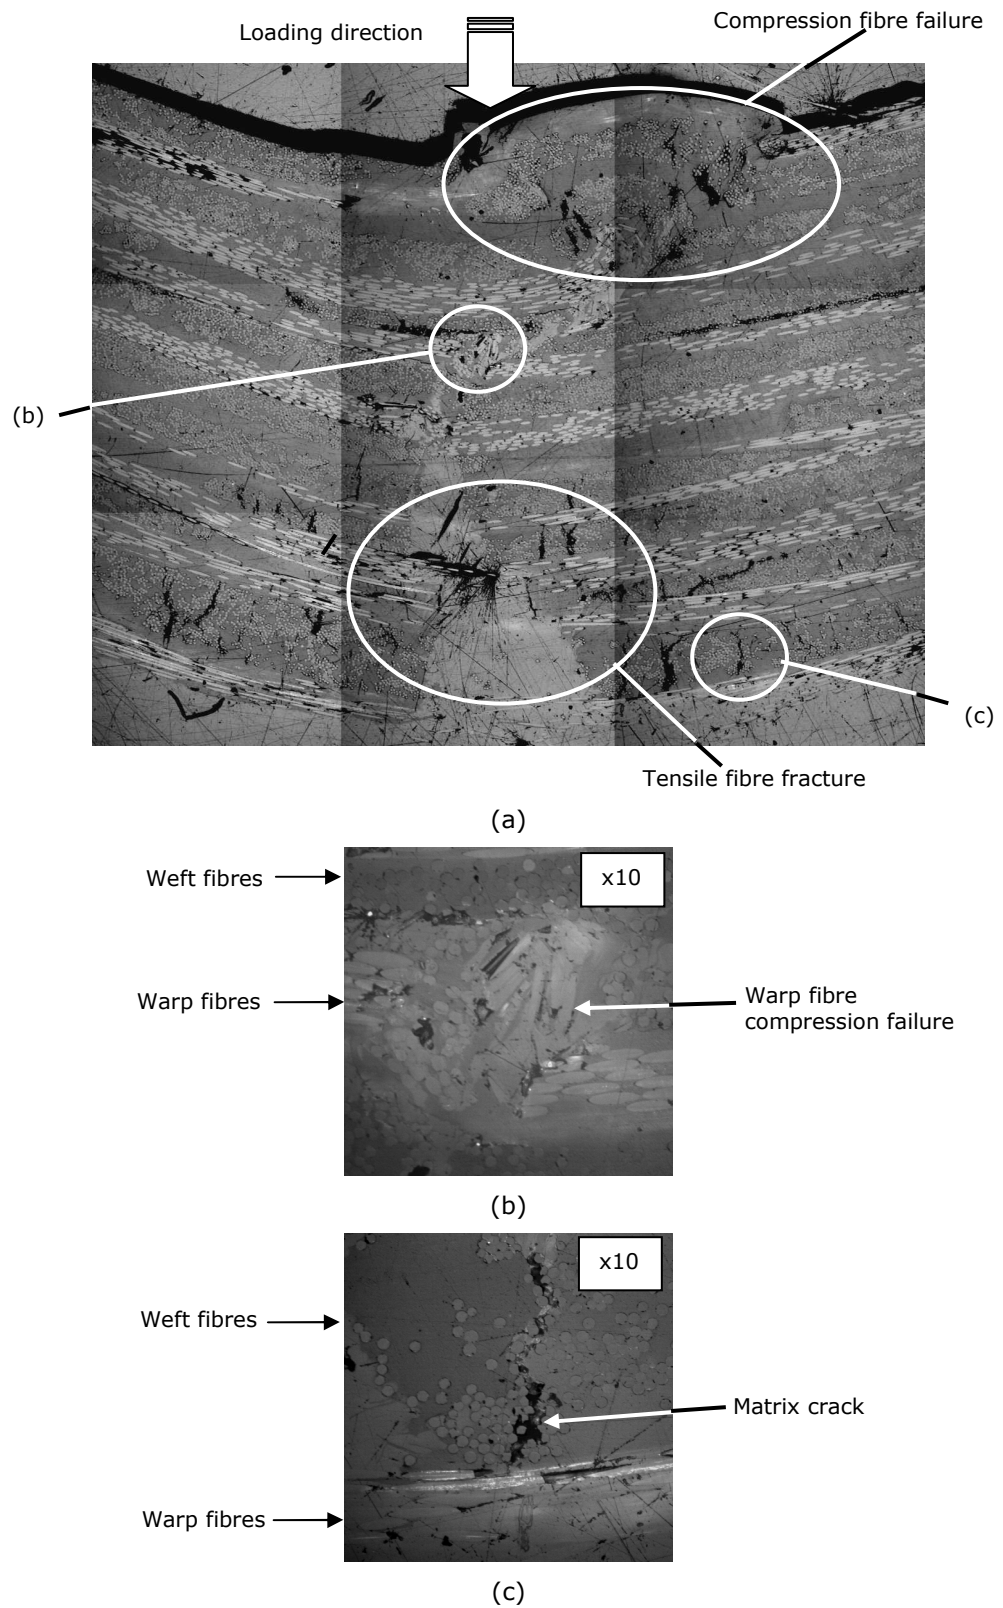 Compression fibre failure
Loading direction
(b)
(c)
Tensile fibre fracture
(a)
x10
Weft fibres
Warp fibres
Warp fibre
compression failure
(b)
x10
Weft fibres
Matrix crack
Warp fibres
(c)